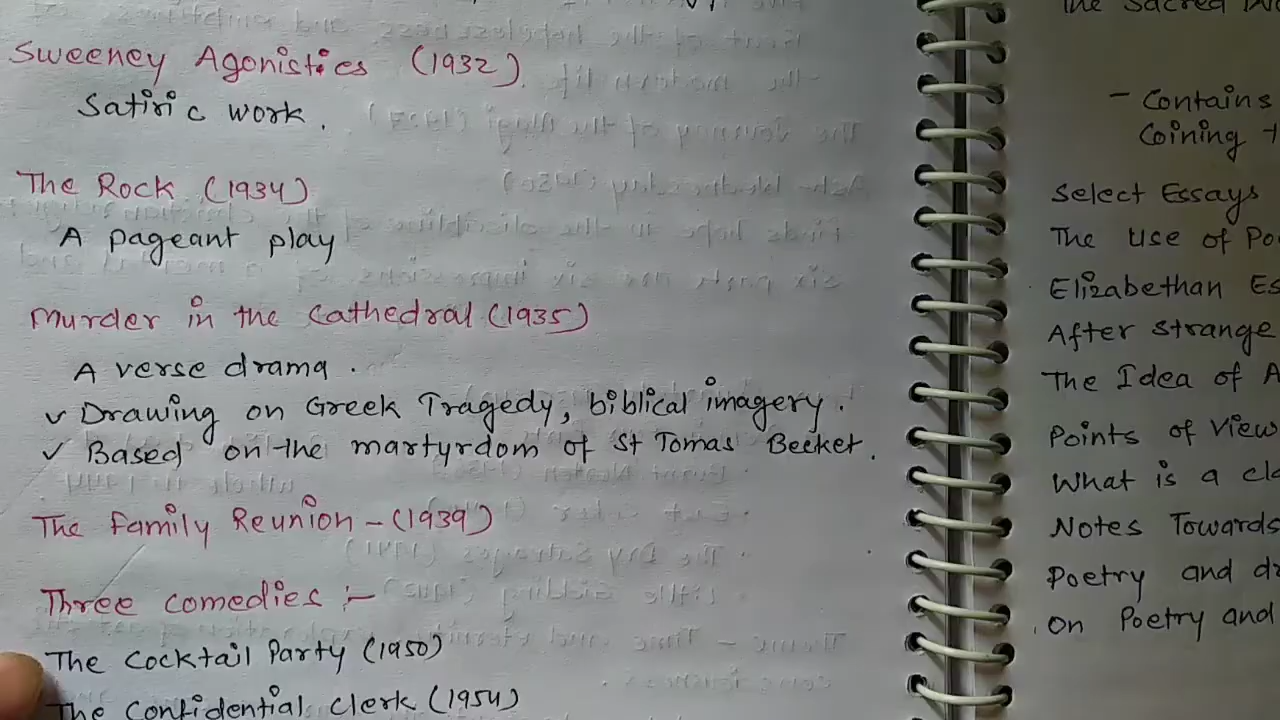 Sweeney Agonistics (1932)
Satiric work.
The Rock (1934)
A pageant play
Murder in the Cathedral (1935)
A verse drama.
✓ Drawing on Greek Tragedy, biblical imagery.
✓ Based on the martyrdom of St Tomas Becket.
The Family Reunion - (1939)
Three comedies :-
The Cocktail Party (1950)
The Confidential Clerk (1954)
The Sacred
- Contains
Coining
Select Essays
The Use of
Elizabethan
After Strange
The Idea of A
Points of View
What is a
Notes Towards
Poetry and
On Poetry and